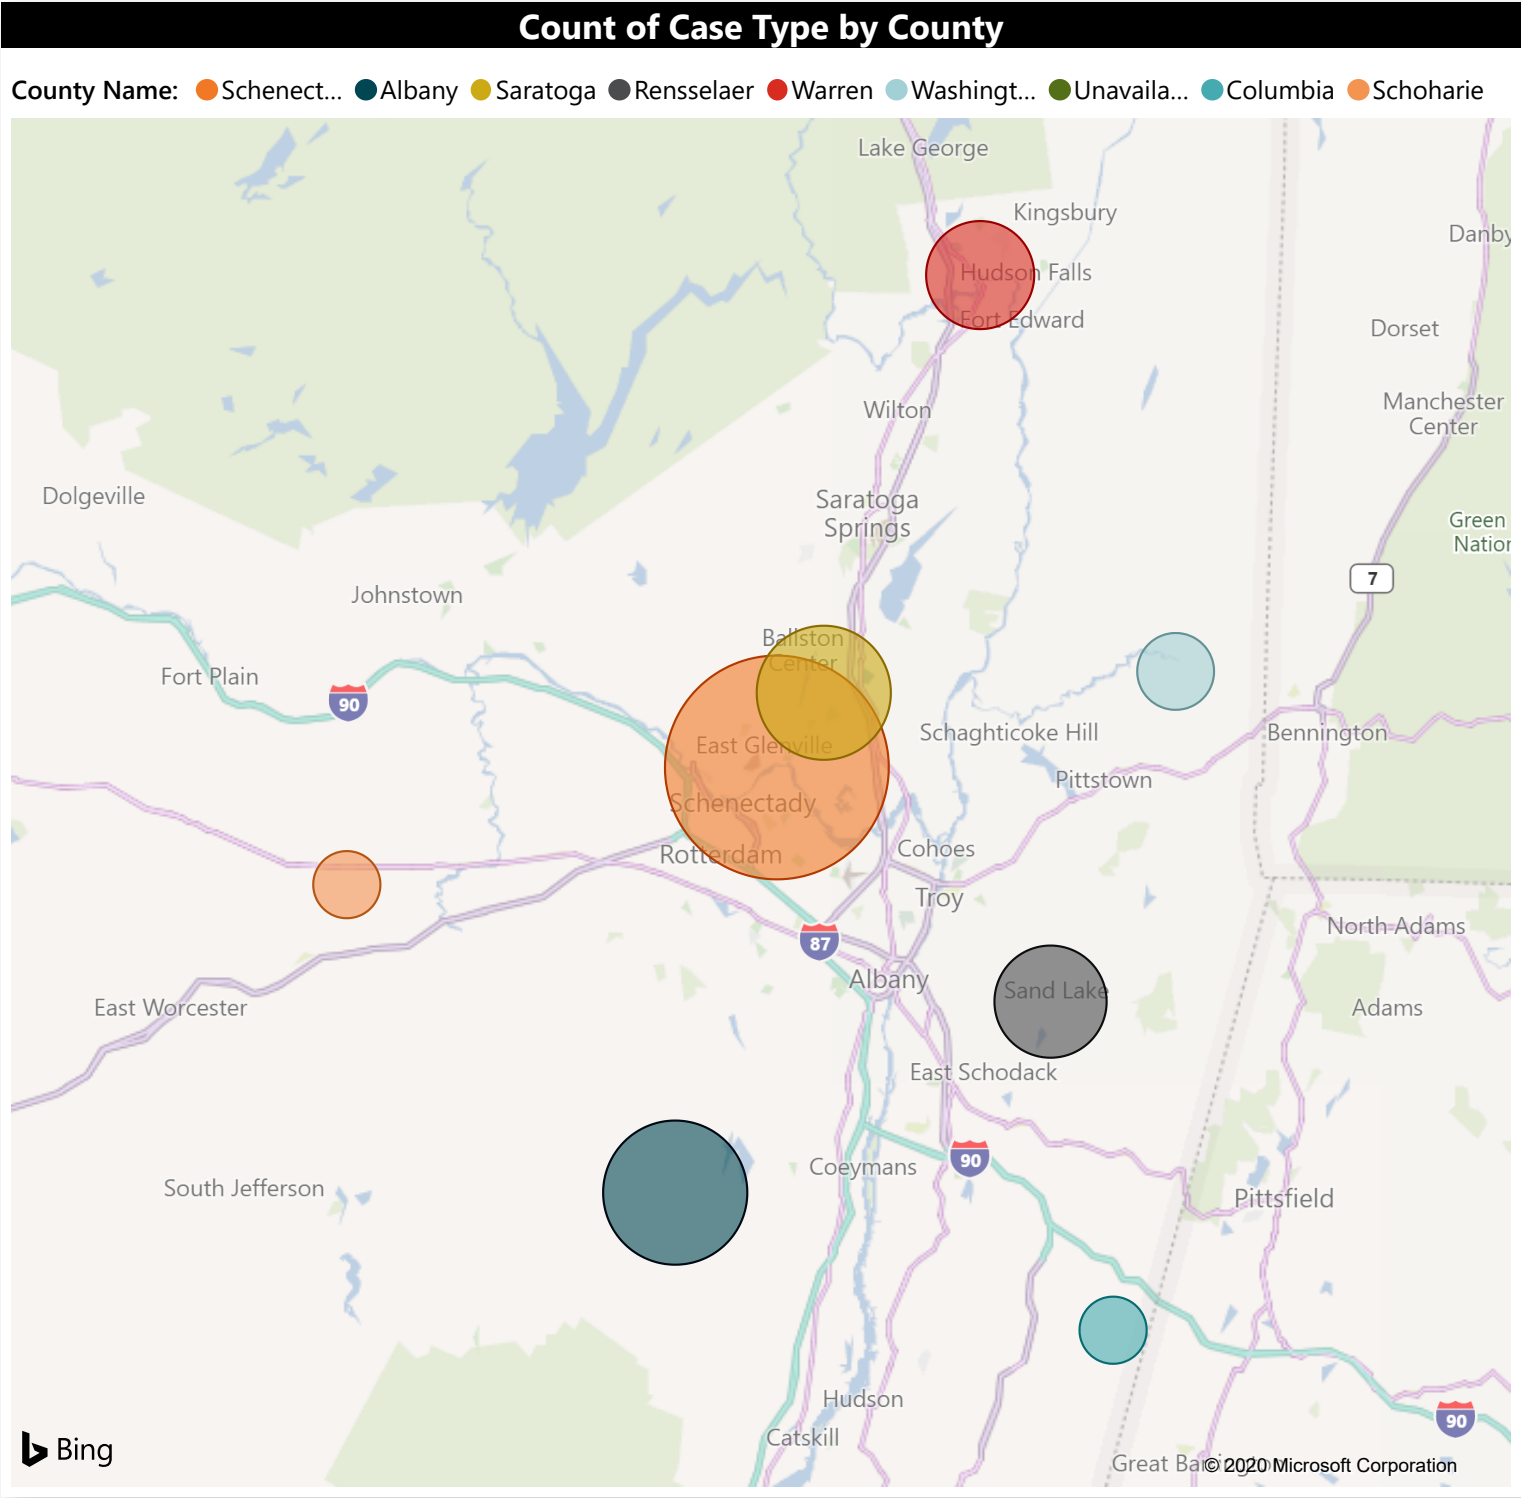 Count of Case Type by County
County Name: Schenect... Albany Saratoga Rensselaer Warren Washingt... Unavaila... Columbia Schoharie
Lake George
Kingsbury
Danby
Hudson Falls
Fort Edward
Dorset
Wilton
Manchester
Center
Dolgeville
Saratoga
Springs
Green
Nation
7
Johnstown
Ballston
Center
Fort Plain
90
Schaghticoke Hill
Bennington
East Glenville
Pittstown
Schenectady
Rotterdam
Cohoes
Troy
North Adams
87
Albany
Sand Lake
East Worcester
Adams
East Schodack
Coeymans
90
South Jefferson
Pittsfield
Hudson
90
Catskill
Bing
Great Barrington
© 2020 Microsoft Corporation